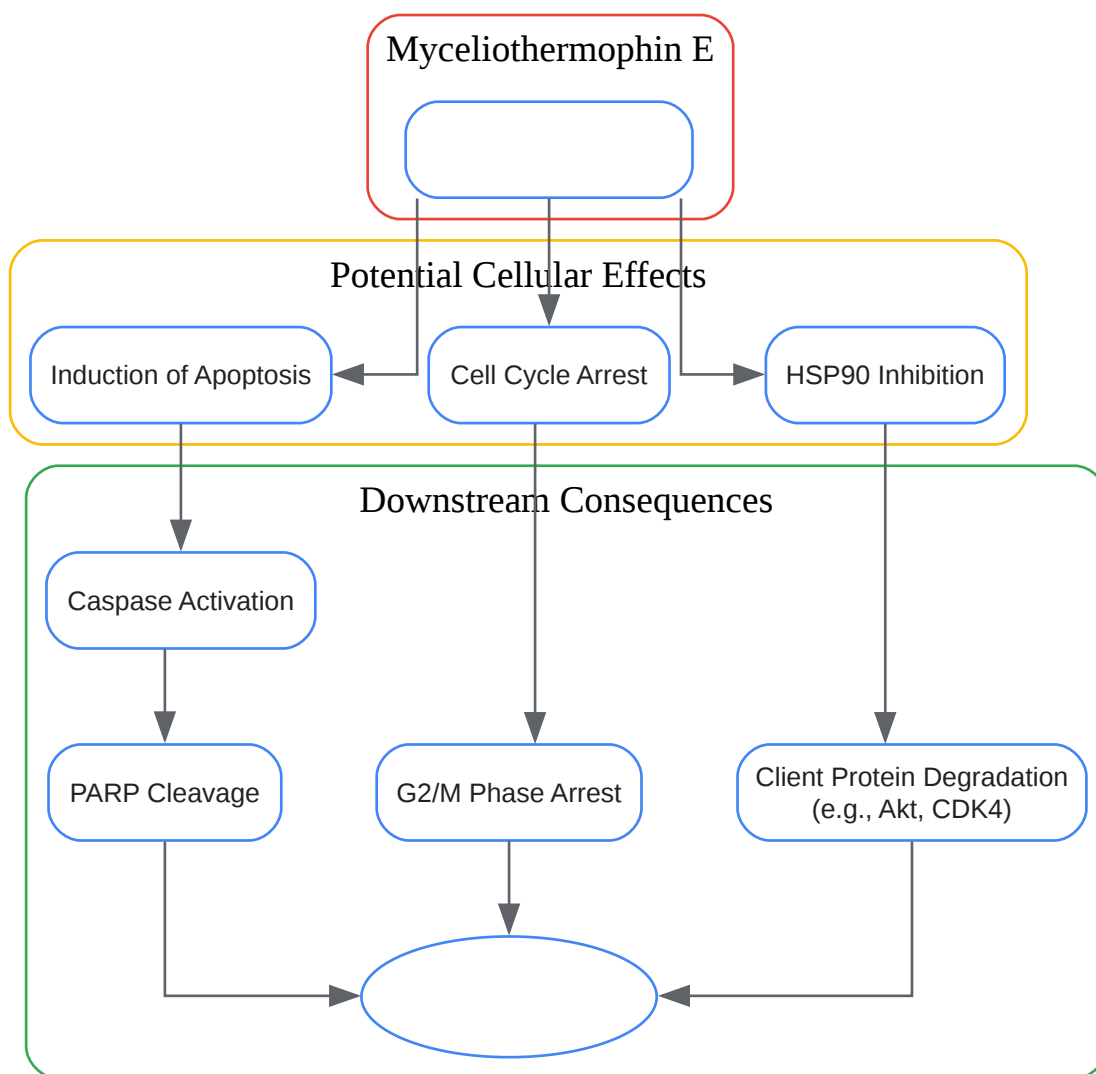 Myceliothermophin E
Potential Cellular Effects
Induction of Apoptosis
Cell Cycle Arrest
HSP90 Inhibition
Downstream Consequences
Caspase Activation
PARP Cleavage
G2/M Phase Arrest
Client Protein Degradation
(e.g., Akt, CDK4)